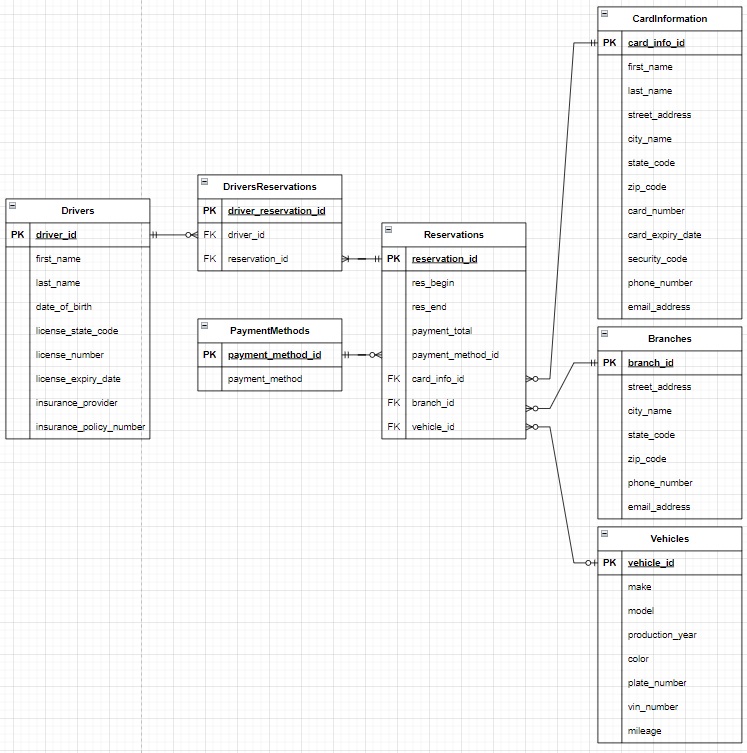 Drivers
PK driver_id
first_name
last_name
date_of_birth
license_state_code
license_number
license_expiry_date
insurance_provider
insurance_policy_number
DriversReservations
PK driver_reservation_id
FK driver_id
FK reservation_id
PaymentMethods
PK payment_method_id
payment_method
Reservations
PK reservation_id
res_begin
res_end
payment_total
payment_method_id
FK card_info_id
FK branch_id
FK vehicle_id
CardInformation
PK card_info_id
first_name
last_name
street_address
city_name
state_code
zip_code
card_number
card_expiry_date
security_code
phone_number
email_address
Branches
PK branch_id
street_address
city_name
state_code
zip_code
phone_number
email_address
Vehicles
PK vehicle_id
make
model
production_year
color
plate_number
vin_number
mileage